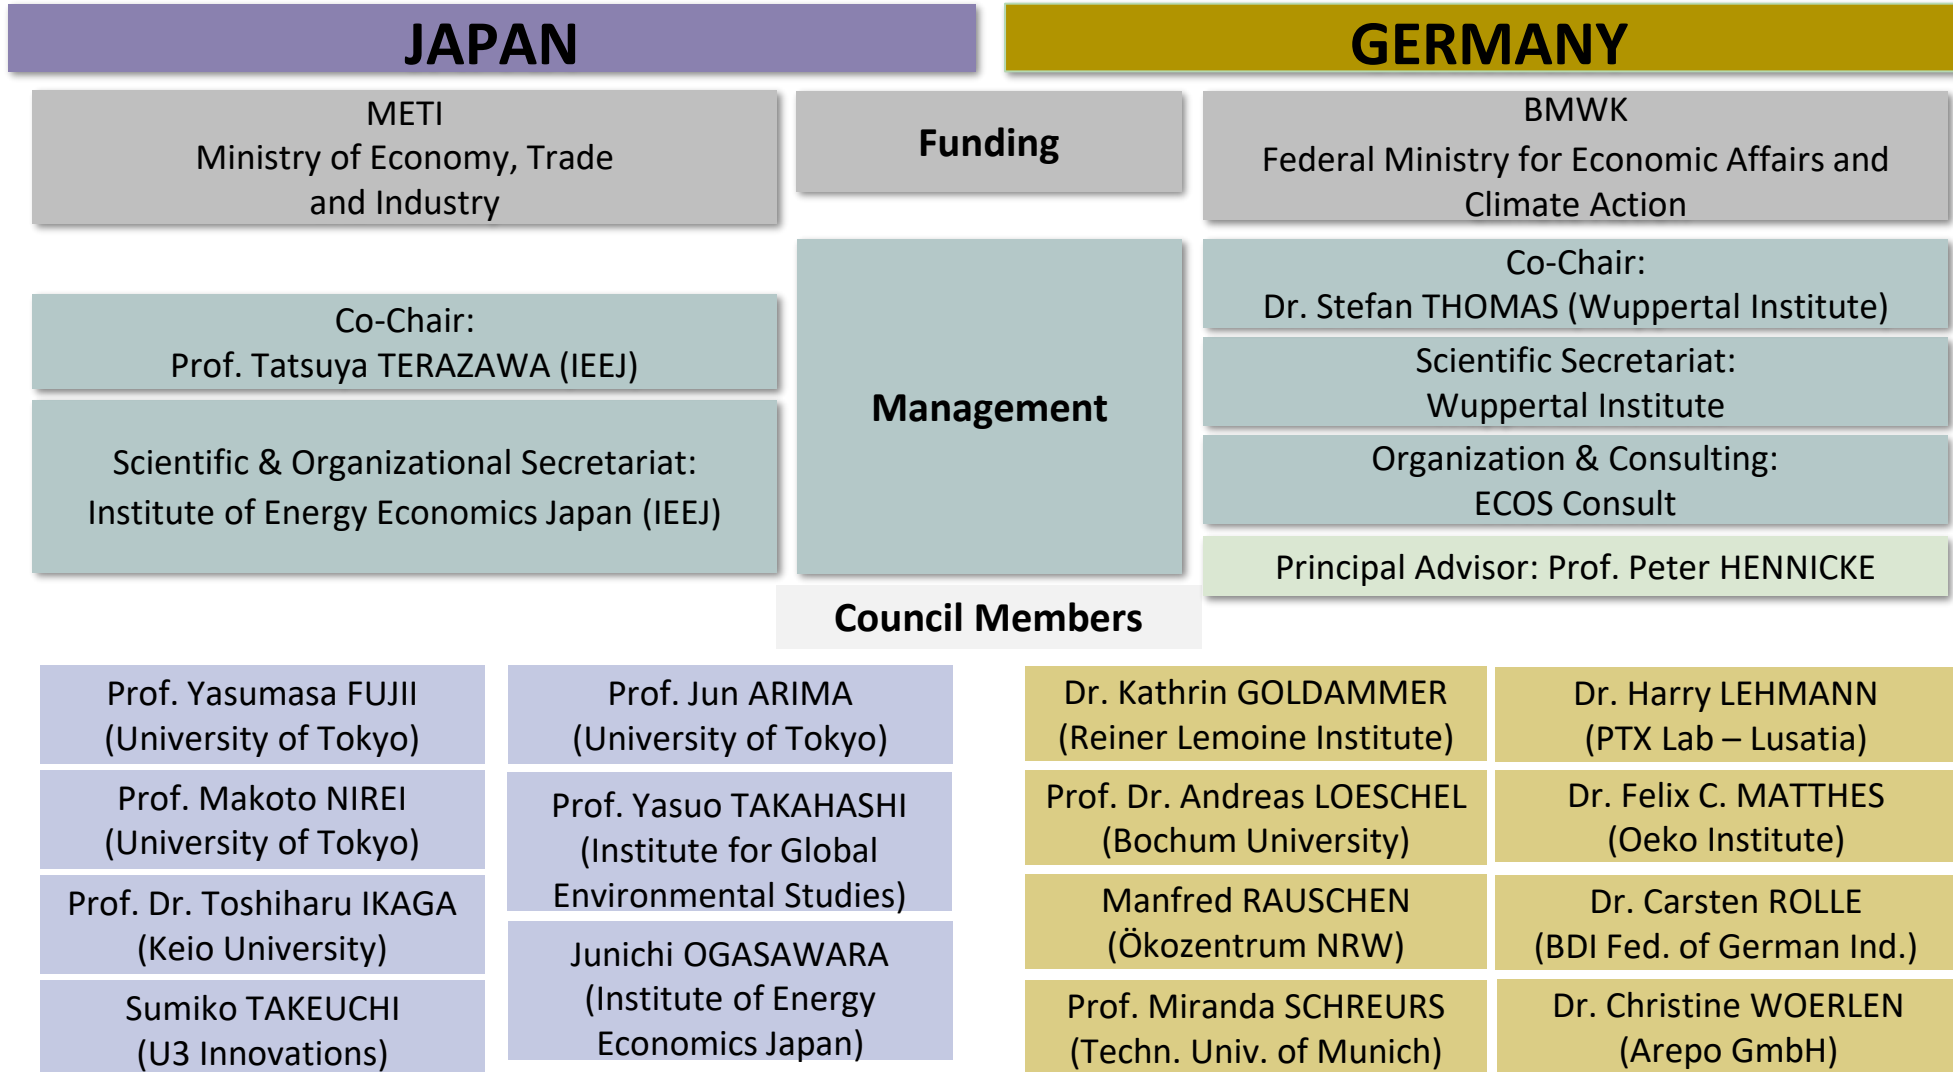 JAPAN
GERMANY
METI
Ministry of Economy, Trade
and Industry
Funding
BMWK
Federal Ministry for Economic Affairs and
Climate Action
Co-Chair:
Prof. Tatsuya TERAZAWA (IEEJ)
Scientific & Organizational Secretariat:
Institute of Energy Economics Japan (IEEJ)
Management
Co-Chair:
Dr. Stefan THOMAS (Wuppertal Institute)
Scientific Secretariat:
Wuppertal Institute
Organization & Consulting:
ECOS Consult
Principal Advisor: Prof. Peter HENNICKE
Council Members
Prof. Yasumasa FUJII
(University of Tokyo)
Prof. Makoto NIREI
(University of Tokyo)
Prof. Dr. Toshiharu IKAGA
(Keio University)
Sumiko TAKEUCHI
(U3 Innovations)
Prof. Jun ARIMA
(University of Tokyo)
Prof. Yasuo TAKAHASHI
(Institute for Global
Environmental Studies)
Junichi OGASAWARA
(Institute of Energy
Economics Japan)
Dr. Kathrin GOLDAMMER
(Reiner Lemoine Institute)
Prof. Dr. Andreas LOESCHEL
(Bochum University)
Manfred RAUSCHEN
(Ökozentrum NRW)
Prof. Miranda SCHREURS
(Techn. Univ. of Munich)
Dr. Harry LEHMANN
(PTX Lab – Lusatia)
Dr. Felix C. MATTHES
(Oeko Institute)
Dr. Carsten ROLLE
(BDI Fed. of German Ind.)
Dr. Christine WOERLEN
(Arepo GmbH)